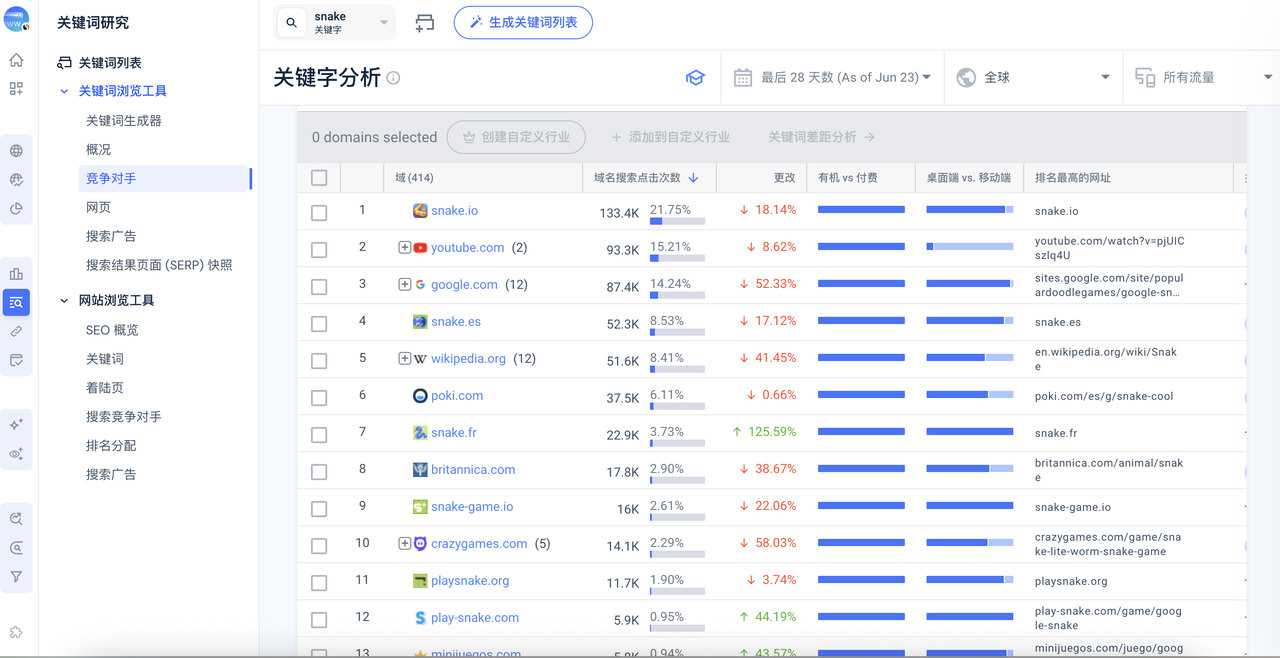 WW
关键词研究
关键词列表
关键词浏览工具
关键词生成器
概况
竞争对手
网页
搜索广告
搜索结果页面 (SERP) 快照
网站浏览工具
SEO 概览
关键词
着陆页
搜索竞争对手
排名分配
搜索广告
snake
关键字
生成关键词列表
关键字分析
最后 28 天数 (As of Jun 23)
全球
所有流量
0 domains selected
创建自定义行业
+ 添加到自定义行业
关键词差距分析 →
域 (414) 域名搜索点击次数 ↓ 更改 有机 vs 付费 桌面端 vs. 移动端 排名最高的网址
1 snake.io 133.4K 21.75% ↓ 18.14% snake.io
2 youtube.com (2) 93.3K 15.21% ↓ 8.62% youtube.com/watch?v=pjUIC
szIq4U
3 google.com (12) 87.4K 14.24% ↓ 52.33% sites.google.com/site/popul
ardoodlegames/google-sn...
4 snake.es 52.3K 8.53% ↓ 17.12% snake.es
5 wikipedia.org (12) 51.6K 8.41% ↓ 41.45% en.wikipedia.org/wiki/Snak
e
6 poki.com 37.5K 6.11% ↓ 0.66% poki.com/es/g/snake-cool
7 snake.fr 22.9K 3.73% ↑ 125.59% snake.fr
8 britannica.com 17.8K 2.90% ↓ 38.67% britannica.com/animal/snak
e
9 snake-game.io 16K 2.61% ↓ 22.06% snake-game.io
10 crazygames.com (5) 14.1K 2.29% ↓ 58.03% crazygames.com/game/sna
ke-lite-worm-snake-game
11 playsnake.org 11.7K 1.90% ↓ 3.74% playsnake.org
12 play-snake.com 5.9K 0.95% ↑ 44.19% play-snake.com/game/goog
le-snake
13 minijuegos.com 5.8K 0.94% ↑ 43.57% minijuegos.com/juego/goog